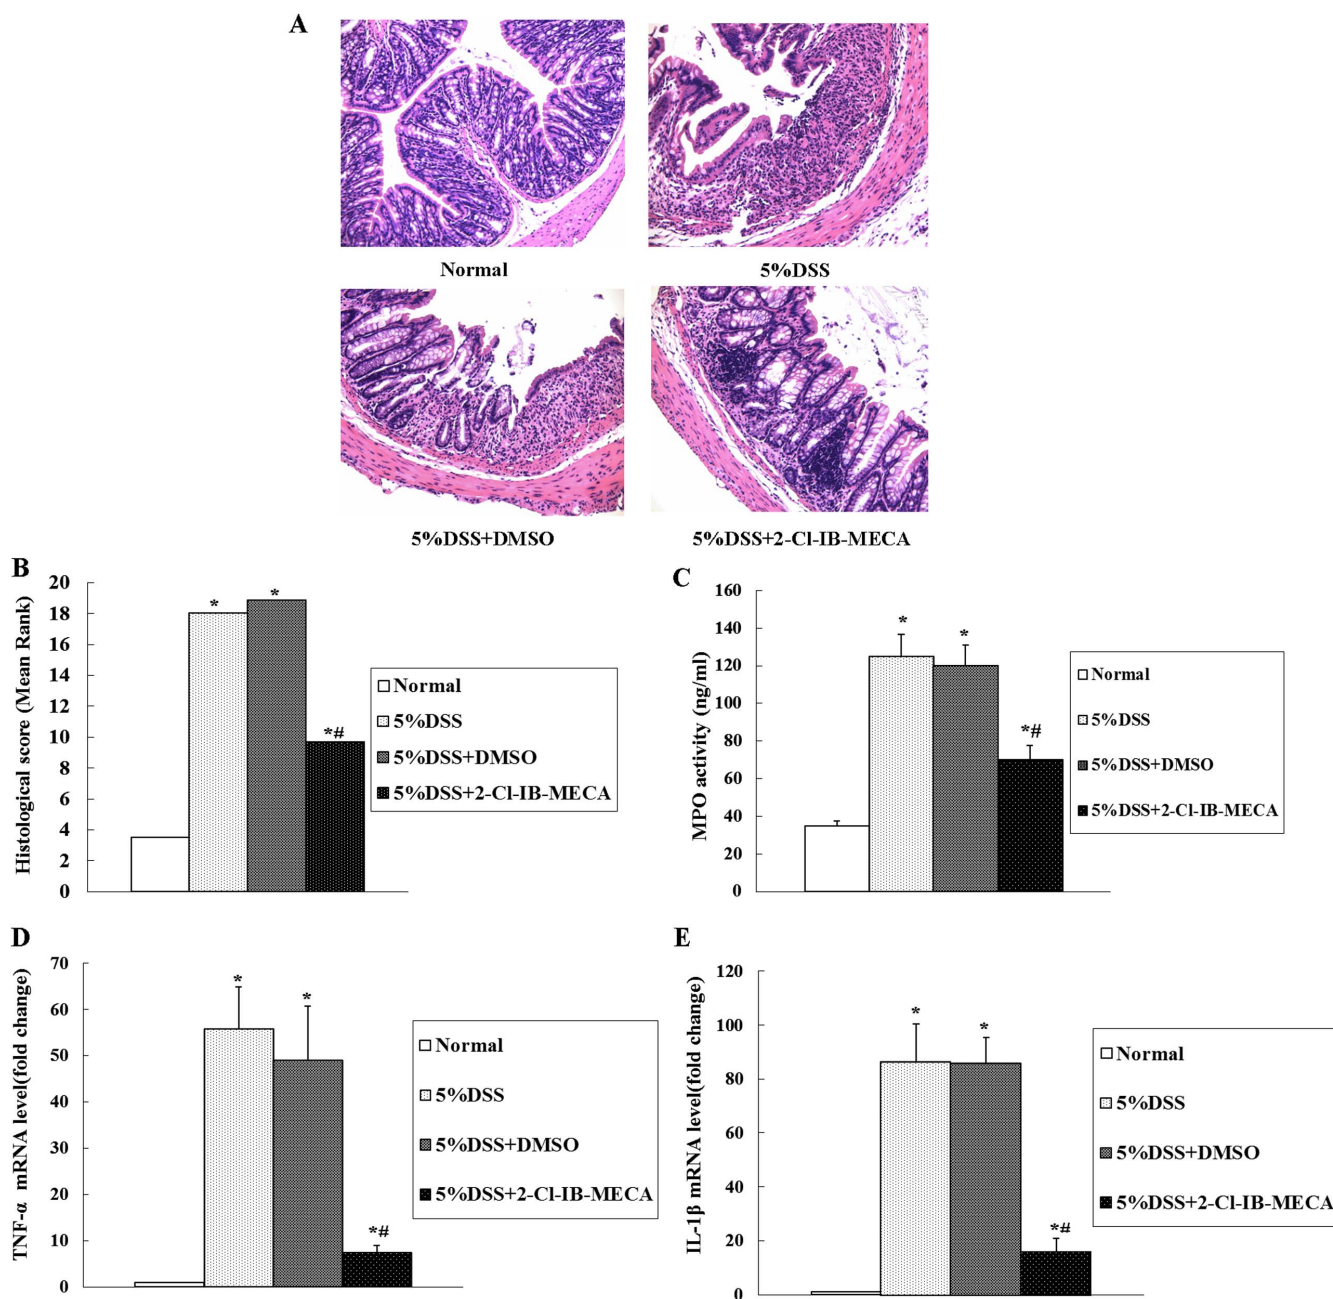 A
Normal
5%DSS
5%DSS+DMSO
5%DSS+2-Cl-IB-MECA
B
Histological score (Mean Rank)
20
18
16
14
12
10
8
6
4
2
0
*
*
*#
Normal
5%DSS
5%DSS+DMSO
5%DSS+2-Cl-IB-MECA
C
MPO activity (ng/ml)
160
140
120
100
80
60
40
20
0
*
*
*#
Normal
5%DSS
5%DSS+DMSO
5%DSS+2-Cl-IB-MECA
D
TNF-α mRNA level(fold change)
70
60
50
40
30
20
10
0
*
*
*#
Normal
5%DSS
5%DSS+DMSO
5%DSS+2-Cl-IB-MECA
E
IL-1β mRNA level(fold change)
120
100
80
60
40
20
0
*
*
*#
Normal
5%DSS
5%DSS+DMSO
5%DSS+2-Cl-IB-MECA